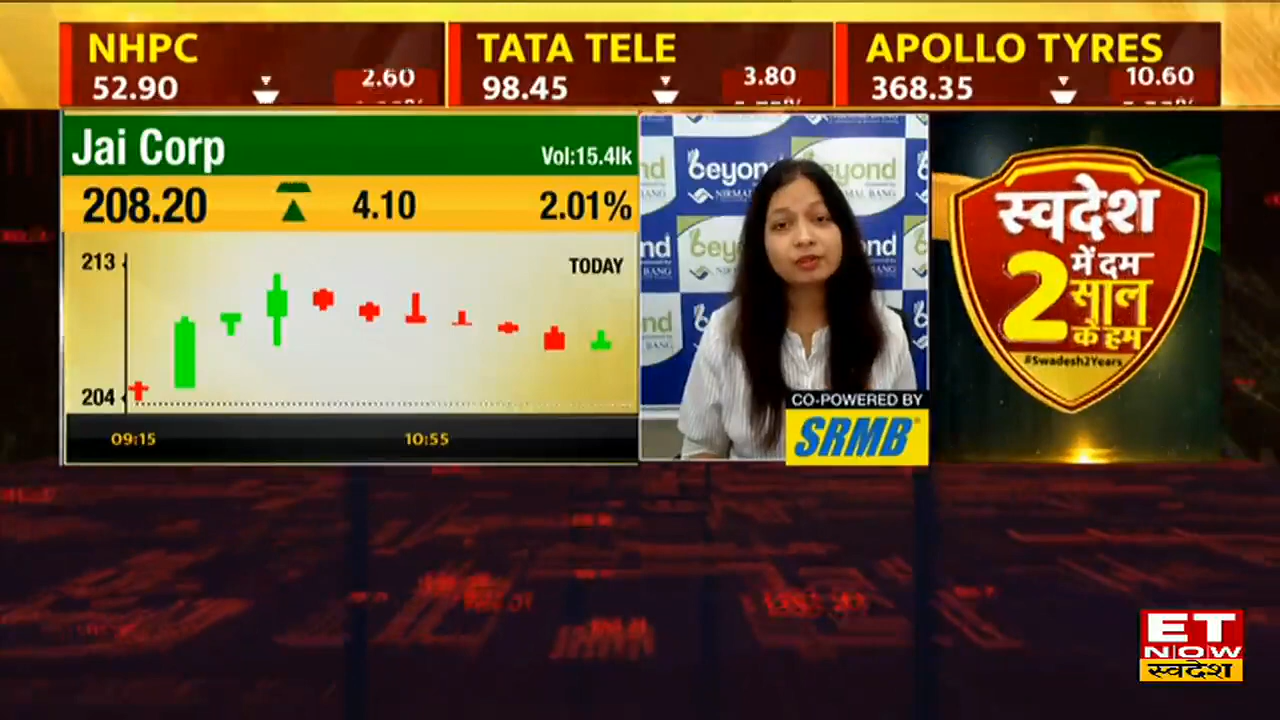 NHPC
52.90
2.60
TATA TELE
98.45
3.80
APOLLO TYRES
368.35
10.60
Jai Corp
Vol:15.4lk
208.20
4.10
2.01%
213
TODAY
204
09:15
10:55
beyond
NIRMAL BANG
CO-POWERED BY
SRMB
स्वदेश
में दम
2 साल
के हम
#Swadesh2Years
ET
NOW
स्वदेश